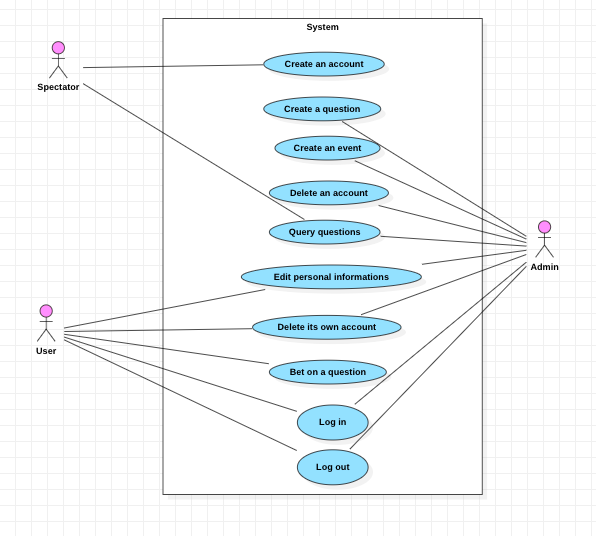 System
Create an account
Spectator
Create a question
Create an event
Delete an account
Query questions
Admin
Edit personal informations
Delete its own account
User
Bet on a question
Log in
Log out